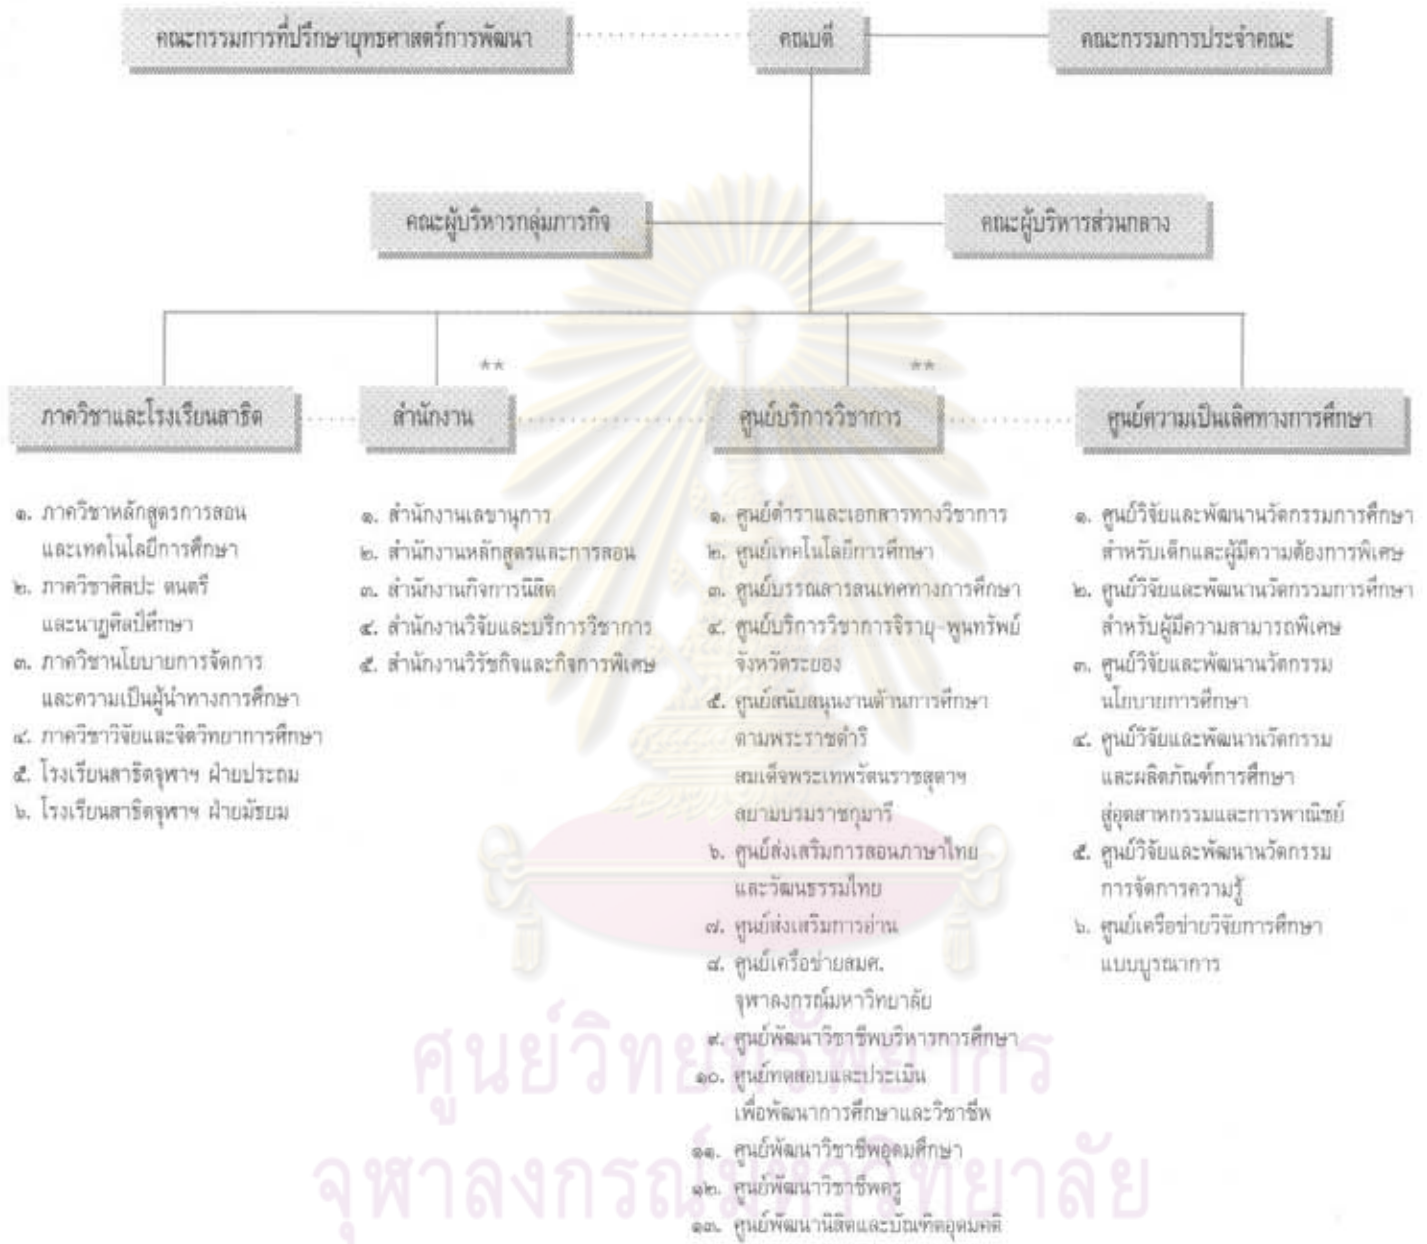 คณะกรรมการที่ปรึกษายุทธศาสตร์การพัฒนา
คณบดี
คณะกรรมการประจำคณะ
คณะผู้บริหารกลุ่มภารกิจ
คณะผู้บริหารส่วนกลาง
**
**
ภาควิชาและโรงเรียนสาธิต
สำนักงาน
ศูนย์บริการวิชาการ
ศูนย์ความเป็นเลิศทางการศึกษา
๑. ภาควิชาหลักสูตรการสอน
และเทคโนโลยีการศึกษา
๒. ภาควิชาศิลปะ ดนตรี
และนาฏศิลป์ศึกษา
๓. ภาควิชานโยบายการจัดการ
และความเป็นผู้นำทางการศึกษา
๔. ภาควิชาวิจัยและจิตวิทยาการศึกษา
๕. โรงเรียนสาธิตจุฬาฯ ฝ่ายประถม
๖. โรงเรียนสาธิตจุฬาฯ ฝ่ายมัธยม
๑. สำนักงานเลขานุการ
๒. สำนักงานหลักสูตรและการสอน
๓. สำนักงานกิจการนิสิต
๔. สำนักงานวิจัยและบริการวิชาการ
๕. สำนักงานวิรัชกิจและกิจการพิเศษ
๑. ศูนย์ตำราและเอกสารทางวิชาการ
๒. ศูนย์เทคโนโลยีการศึกษา
๓. ศูนย์บรรณสารสนเทศทางการศึกษา
๔. ศูนย์บริการวิชาการจิรายุ-พูนทรัพย์
จังหวัดระยอง
๕. ศูนย์สนับสนุนงานด้านการศึกษา
ตามพระราชดำริ
สมเด็จพระเทพรัตนราชสุดาฯ
สยามบรมราชกุมารี
๖. ศูนย์ส่งเสริมการสอนภาษาไทย
และวัฒนธรรมไทย
๗. ศูนย์ส่งเสริมการอ่าน
๘. ศูนย์เครือข่ายสมศ.
จุฬาลงกรณ์มหาวิทยาลัย
๙. ศูนย์พัฒนาวิชาชีพบริหารการศึกษา
๑๐. ศูนย์ทดสอบและประเมิน
เพื่อพัฒนาการศึกษาและวิชาชีพ
๑๑. ศูนย์พัฒนาวิชาชีพอุดมศึกษา
๑๒. ศูนย์พัฒนาวิชาชีพครู
๑๓. ศูนย์พัฒนานิสิตและบัณฑิตอุดมคติ
๑. ศูนย์วิจัยและพัฒนานวัตกรรมการศึกษา
สำหรับเด็กและผู้มีความต้องการพิเศษ
๒. ศูนย์วิจัยและพัฒนานวัตกรรมการศึกษา
สำหรับผู้มีความสามารถพิเศษ
๓. ศูนย์วิจัยและพัฒนานวัตกรรม
นโยบายการศึกษา
๔. ศูนย์วิจัยและพัฒนานวัตกรรม
และผลิตภัณฑ์การศึกษา
สู่อุตสาหกรรมและการพาณิชย์
๕. ศูนย์วิจัยและพัฒนานวัตกรรม
การจัดการความรู้
๖. ศูนย์เครือข่ายวิจัยการศึกษา
แบบบูรณาการ
ศูนย์วิทยทรัพยากร
จุฬาลงกรณ์มหาวิทยาลัย